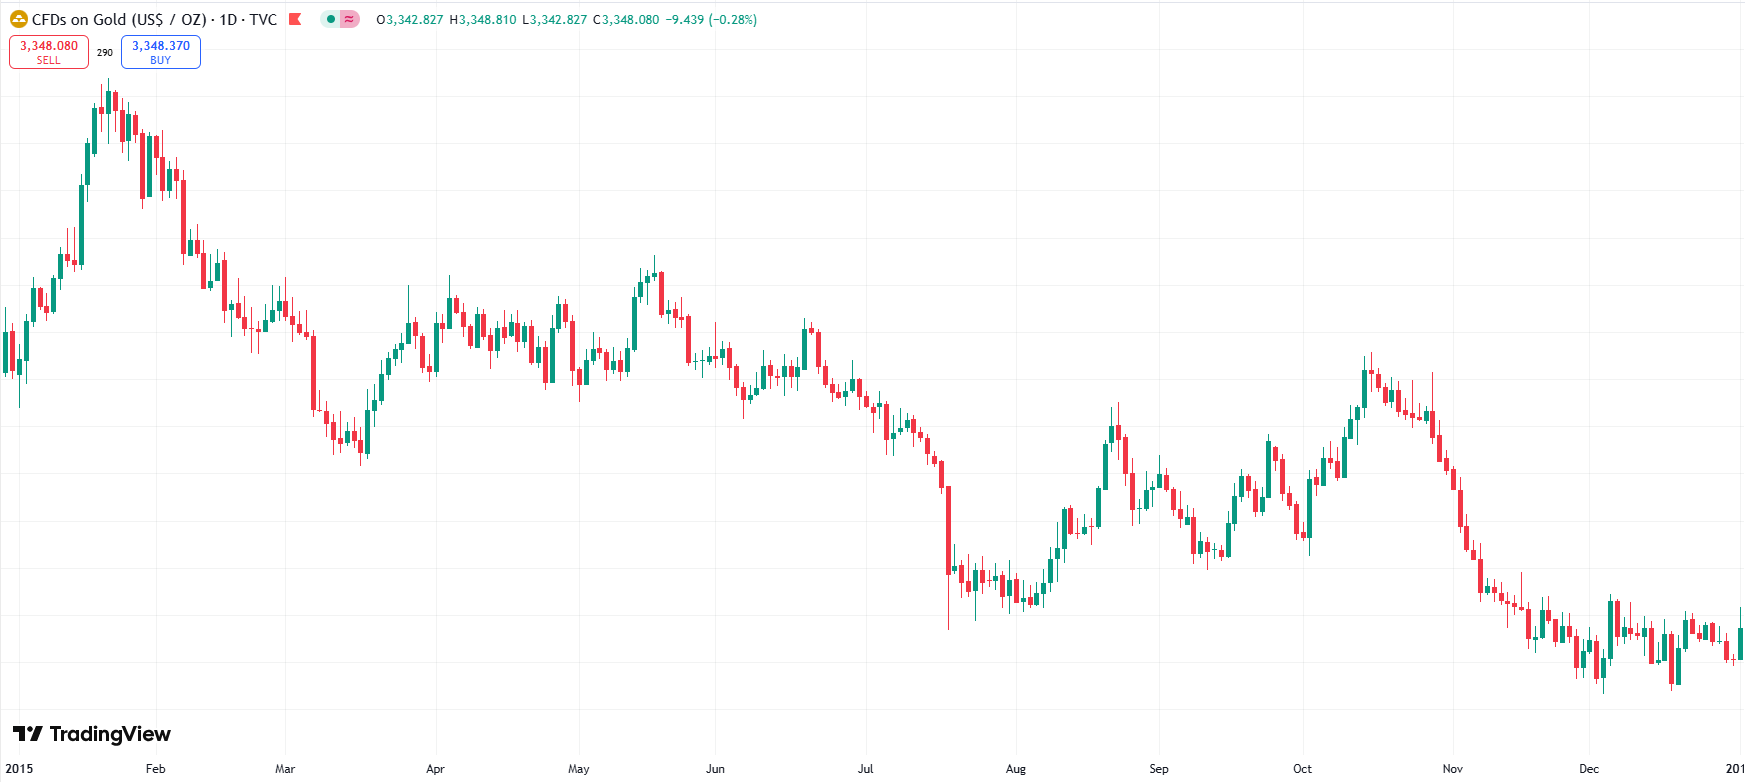 CFDs on Gold (US$ / OZ) · 1D · TVC O3,342.827 H3,348.810 L3,342.827 C3,348.080 −9.439 (−0.28%)
3,348.080 290 3,348.370
SELL BUY
TradingView
2015 Feb Mar Apr May Jun Jul Aug Sep Oct Nov Dec 201